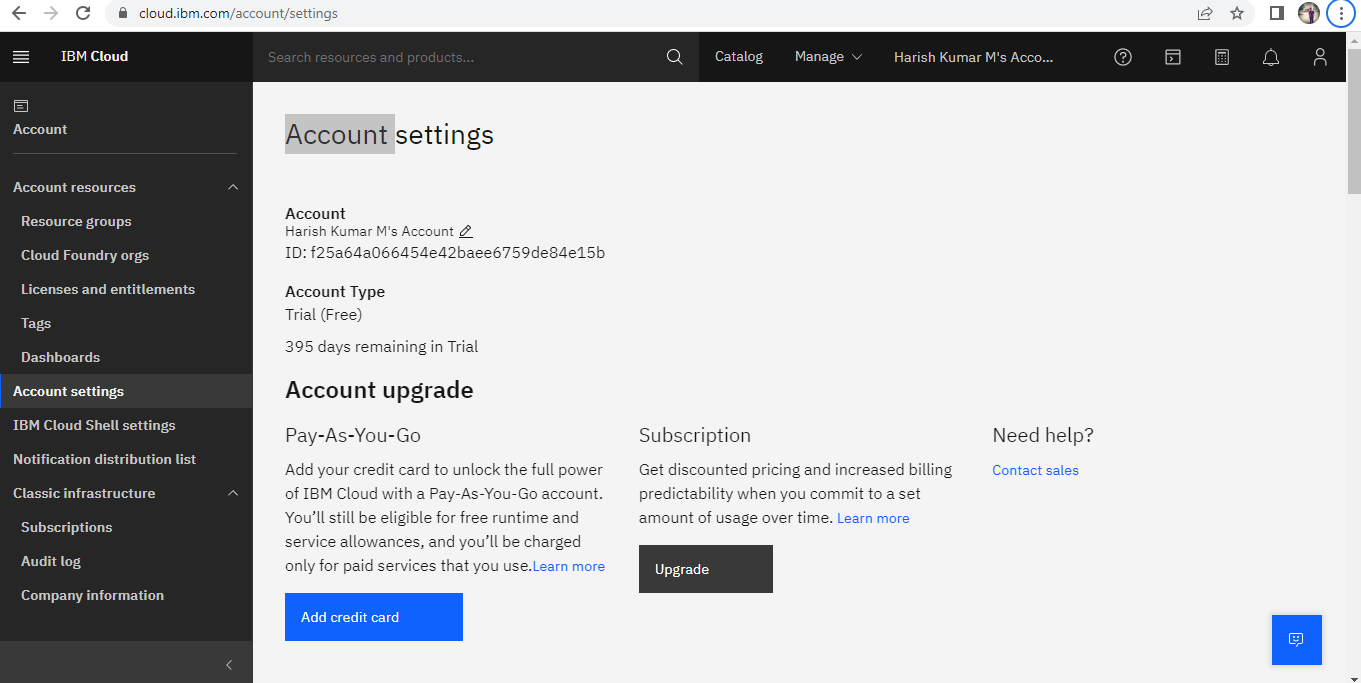 cloud.ibm.com/account/settings
IBM Cloud
Search resources and products...
Catalog
Manage
Harish Kumar M's Acco...
Account
Account resources
Resource groups
Cloud Foundry orgs
Licenses and entitlements
Tags
Dashboards
Account settings
IBM Cloud Shell settings
Notification distribution list
Classic infrastructure
Subscriptions
Audit log
Company information
Account settings
Account
Harish Kumar M's Account
ID: f25a64a066454e42baee6759de84e15b
Account Type
Trial (Free)
395 days remaining in Trial
Account upgrade
Pay-As-You-Go
Add your credit card to unlock the full power
of IBM Cloud with a Pay-As-You-Go account.
You’ll still be eligible for free runtime and
service allowances, and you’ll be charged
only for paid services that you use.Learn more
Add credit card
Subscription
Get discounted pricing and increased billing
predictability when you commit to a set
amount of usage over time. Learn more
Upgrade
Need help?
Contact sales